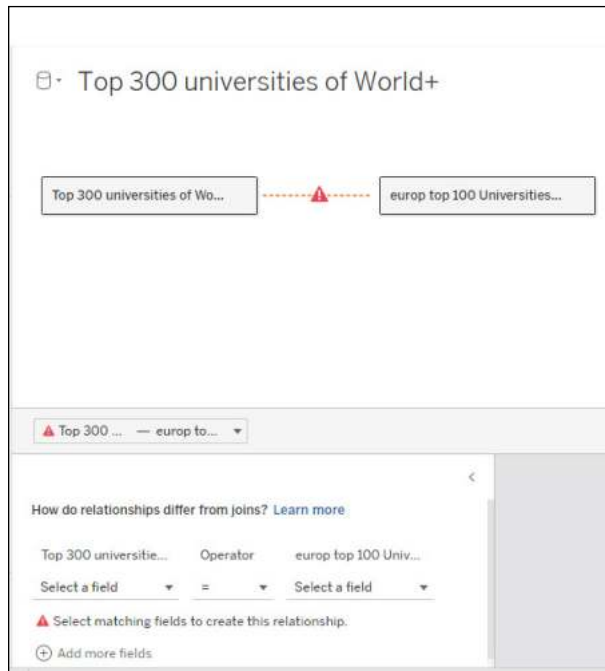 Top 300 universities of World+
Top 300 universities of Wo... europ top 100 Universities...
Top 300 ... — europ to...
How do relationships differ from joins? Learn more
Top 300 universitie... Operator europ top 100 Univ...
Select a field = Select a field
Select matching fields to create this relationship.
Add more fields